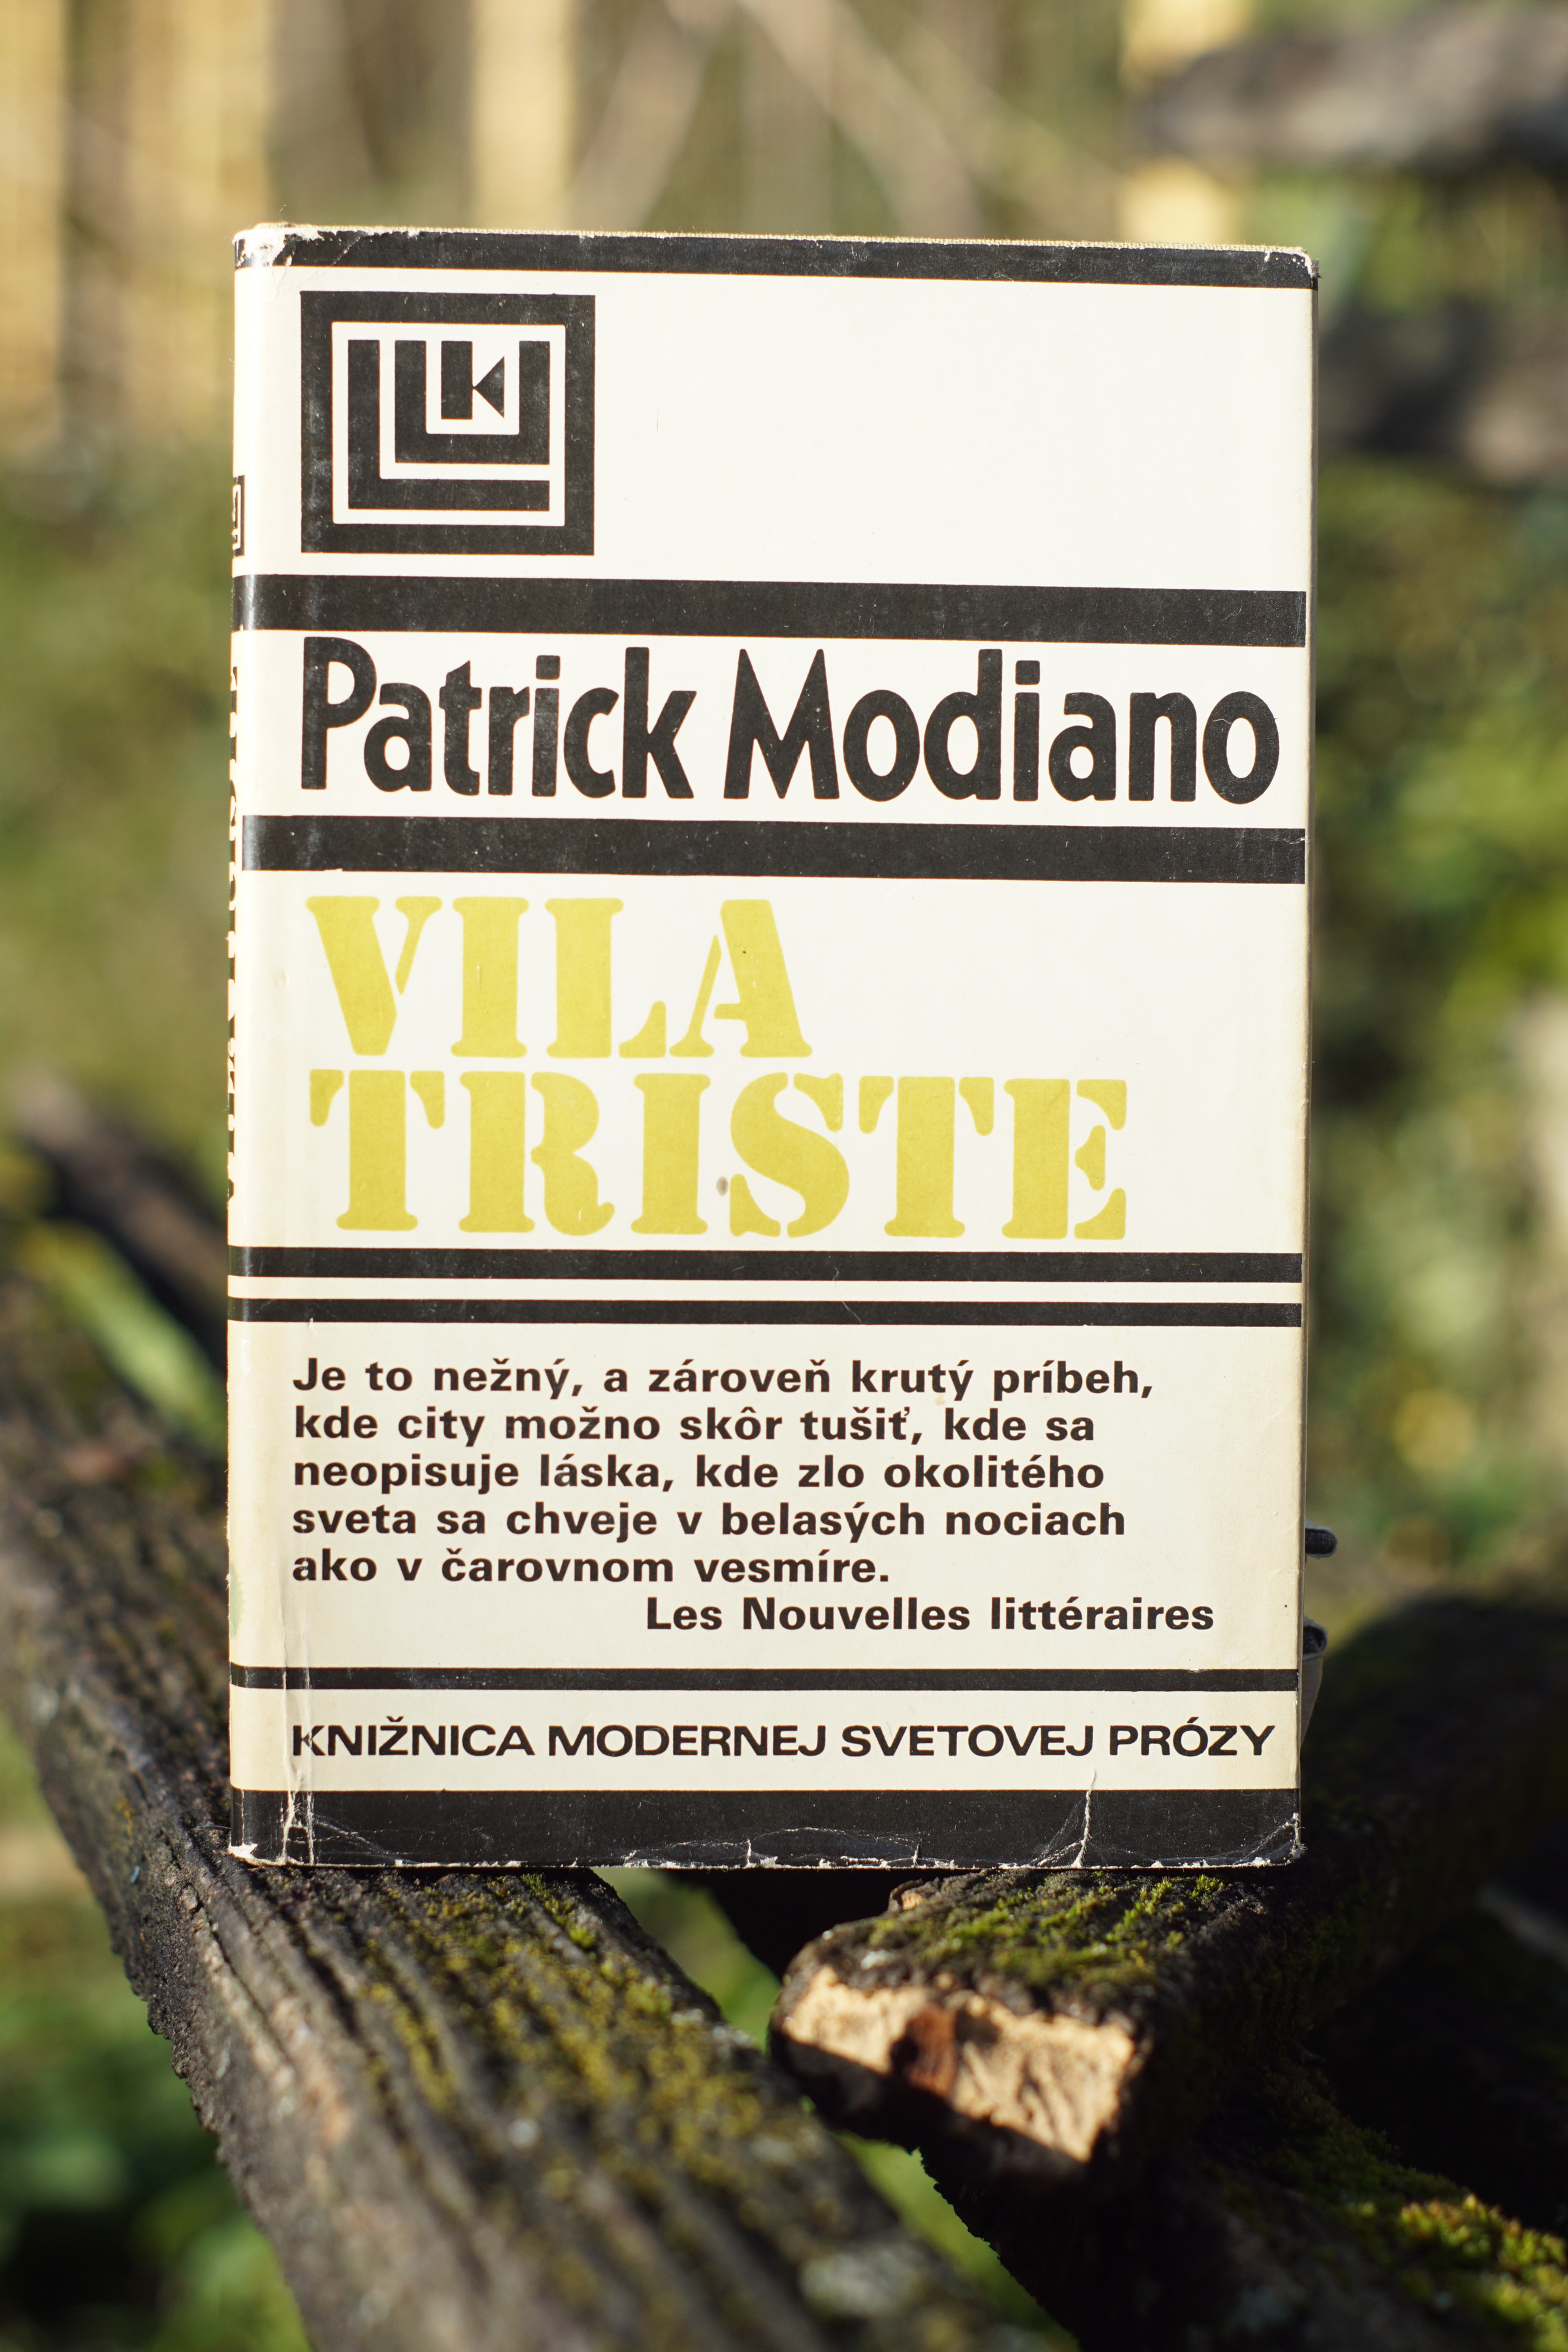 K
Patrick Modiano
VILA
TRISTE
Je to nežný, a zároveň krutý príbeh,
kde city možno skôr tušiť, kde sa
neopisuje láska, kde zlo okolitého
sveta sa chveje v belasých nociach
ako v čarovnom vesmíre.
Les Nouvelles littéraires
KNIŽNICA MODERNEJ SVETOVEJ PRÓZY